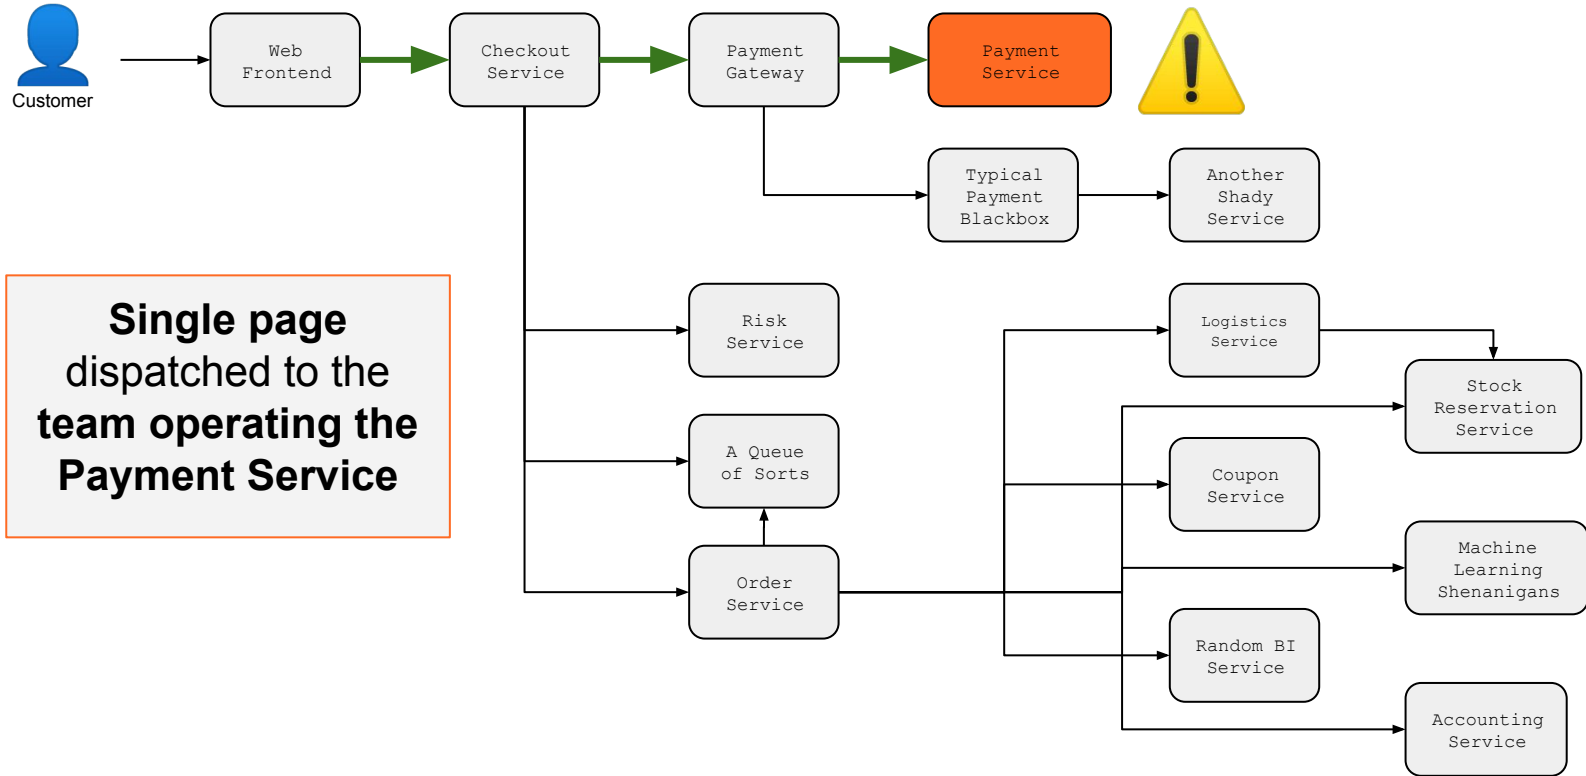 Customer
Web
Frontend
Checkout
Service
Payment
Gateway
Payment
Service
Typical
Payment
Blackbox
Another
Shady
Service
Single page
dispatched to the
team operating the
Payment Service
Risk
Service
Logistics
Service
Stock
Reservation
Service
A Queue
of Sorts
Coupon
Service
Order
Service
Machine
Learning
Shenanigans
Random BI
Service
Accounting
Service